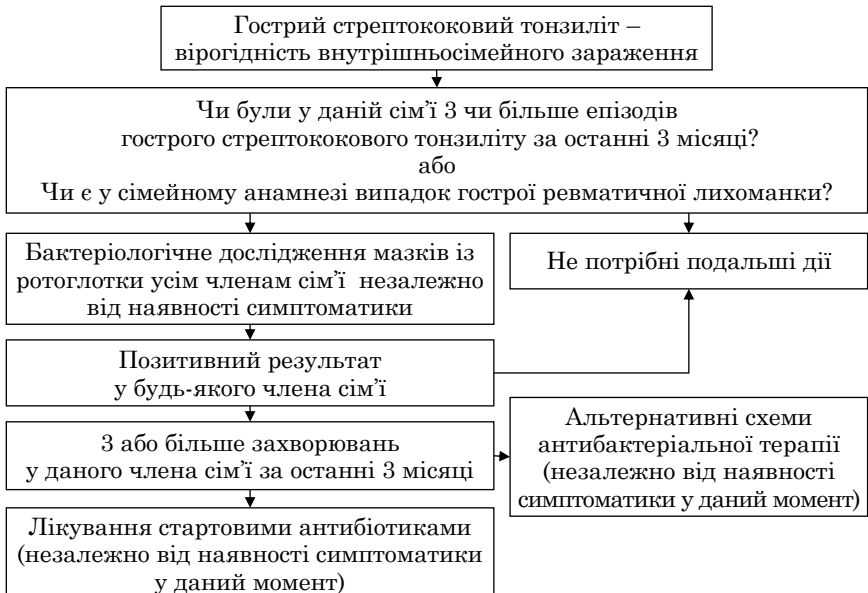 Гострий стрептококовий тонзиліт –
вірогідність внутрішньосімейного зараження
Чи були у даній сім'ї 3 чи більше епізодів
гострого стрептококового тонзиліту за останні 3 місяці?
або
Чи є у сімейному анамнезі випадок гострої ревматичної лихоманки?
Бактеріологічне дослідження мазків із
ротоглотки усім членам сім'ї незалежно
від наявності симптоматики
Не потрібні подальші дії
Позитивний результат
у будь-якого члена сім'ї
3 або більше захворювань
у даного члена сім'ї за останні 3 місяці
Альтернативні схеми
антибактеріальної терапії
(незалежно від наявності
симптоматики у даний момент)
Лікування стартовими антибіотиками
(незалежно від наявності симптоматики
у даний момент)